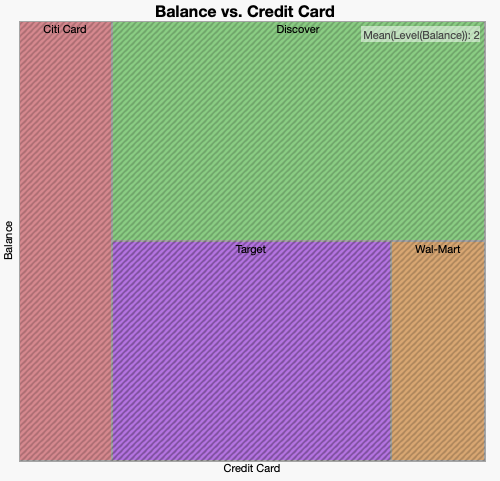 Balance vs. Credit Card
Citi Card
Discover
Mean(Level(Balance)): 2
Balance
Target
Wal-Mart
Credit Card